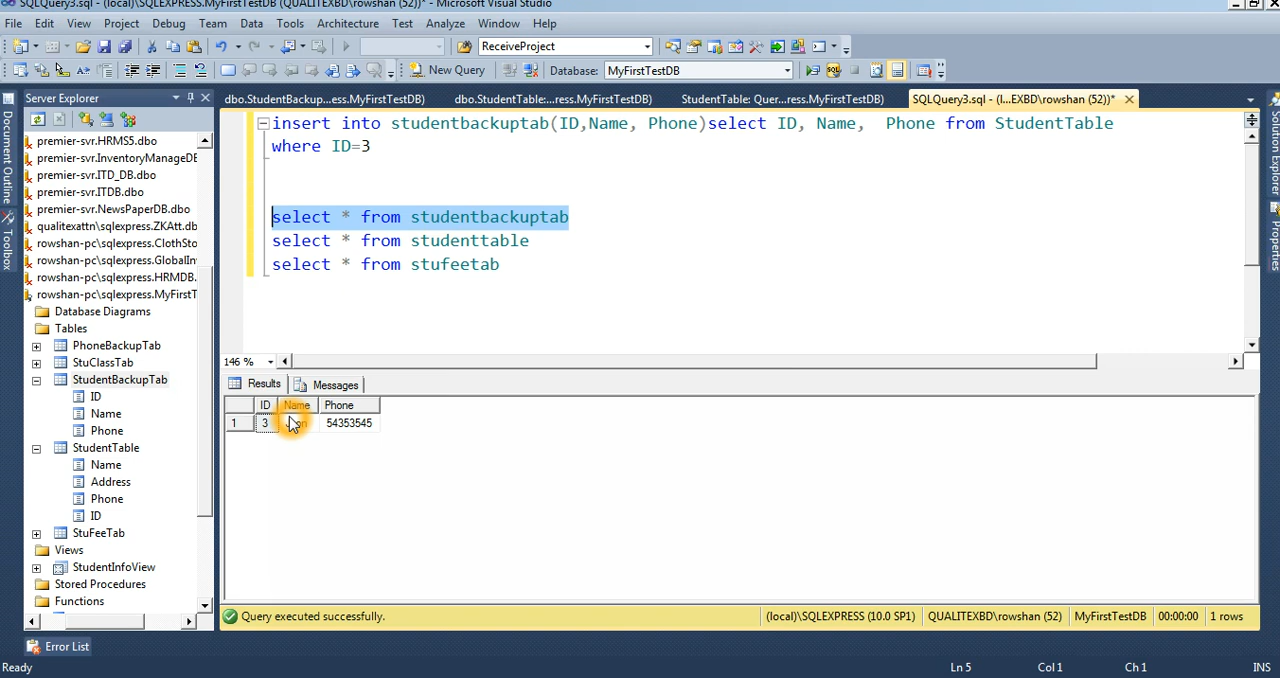 SQLQuery3.sql - (local)\SQLEXPRESS.MyFirstTestDB (QUALITEXBD\rowshan (52))* - Microsoft Visual Studio
File Edit View Project Debug Team Data Tools Architecture Test Analyze Window Help
ReceiveProject
New Query Database: MyFirstTestDB
Server Explorer
dbo.StudentBackup...ess.MyFirstTestDB) dbo.StudentTable:...ress.MyFirstTestDB) StudentTable: Quer...ress.MyFirstTestDB) SQLQuery3.sql - (l...EXBD\rowshan (52))*
Document Outline
Toolbox
Solution Explorer
Properties
premier-svr.HRMS5.dbo
premier-svr.InventoryManageDE
premier-svr.ITD_DB.dbo
premier-svr.ITDB.dbo
premier-svr.NewsPaperDB.dbo
qualitexattn\sqlexpress.ZKAtt.db
rowshan-pc\sqlexpress.ClothSto
rowshan-pc\sqlexpress.GlobalIn
rowshan-pc\sqlexpress.HRMDB.
rowshan-pc\sqlexpress.MyFirstT
Database Diagrams
Tables
PhoneBackupTab
StuClassTab
StudentBackupTab
ID
Name
Phone
StudentTable
Name
Address
Phone
ID
StuFeeTab
Views
StudentInfoView
Stored Procedures
Functions
insert into studentbackuptab(ID,Name, Phone)select ID, Name, Phone from StudentTable
where ID=3
select * from studentbackuptab
select * from studenttable
select * from stufeetab
146 %
Results Messages
ID Name Phone
1 3 54353545
Query executed successfully. (local)\SQLEXPRESS (10.0 SP1) QUALITEXBD\rowshan (52) MyFirstTestDB 00:00:00 1 rows
Error List
Ready Ln 5 Col 1 Ch 1 INS